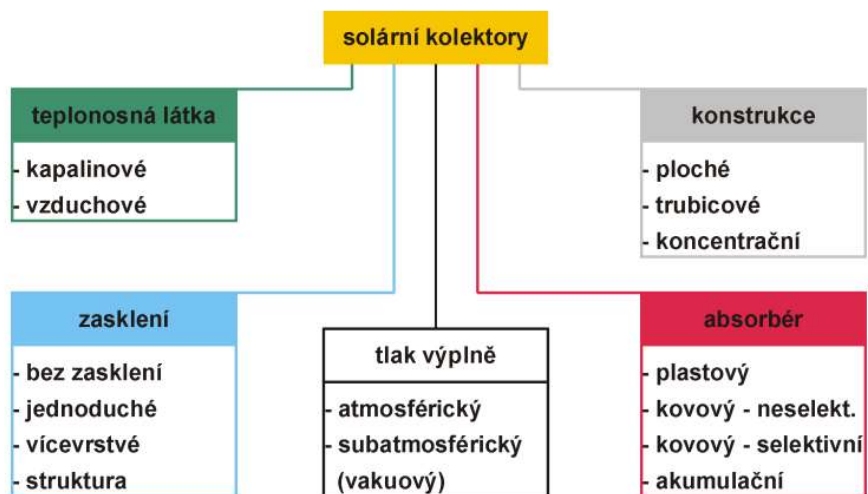 solární kolektory
teplonosná látka
- kapalinové
- vzduchové
konstrukce
- ploché
- trubicové
- koncentrační
zasklení
- bez zasklení
- jednoduché
- vícevrstvé
- struktura
tlak výplně
- atmosférický
- subatmosférický
(vakuový)
absorbér
- plastový
- kovový - neselekt.
- kovový - selektivní
- akumulační